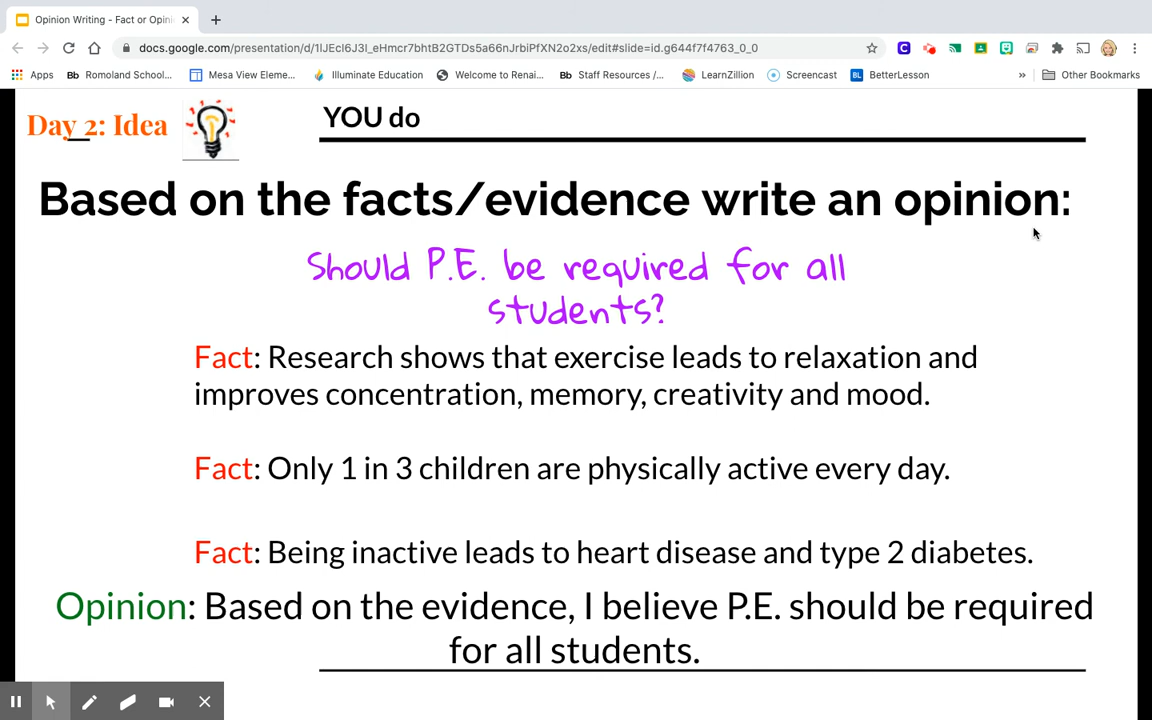 Opinion Writing - Fact or Opini
docs.google.com/presentation/d/1IJEcI6J3I_eHmcr7bhtB2GTDs5a66nJrbiPfXN2o2xs/edit#slide=id.g644f7f4763_0_0
Apps Bb Romoland School... Mesa View Eleme... Illuminate Education Welcome to Renai... Bb Staff Resources /... LearnZillion Screencast BL BetterLesson » Other Bookmarks
Day 2: Idea
YOU do
Based on the facts/evidence write an opinion:
Should P.E. be required for all
students?
Fact: Research shows that exercise leads to relaxation and
improves concentration, memory, creativity and mood.
Fact: Only 1 in 3 children are physically active every day.
Fact: Being inactive leads to heart disease and type 2 diabetes.
Opinion: Based on the evidence, I believe P.E. should be required
for all students.